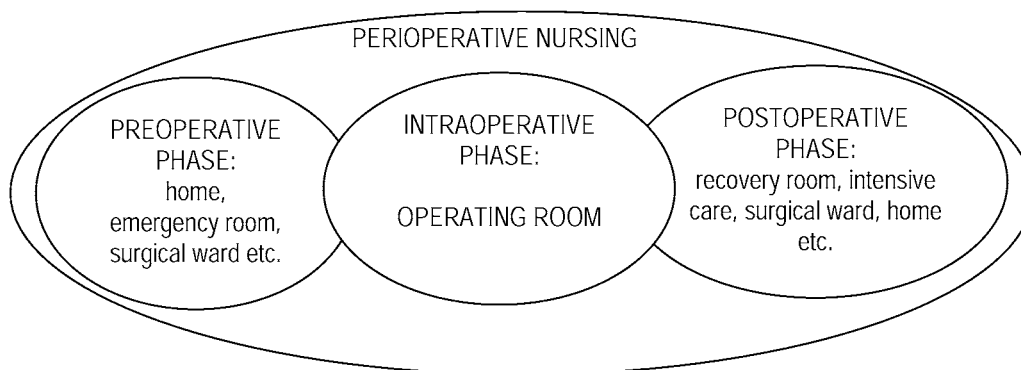 PERIOPERATIVE NURSING
PREOPERATIVE
PHASE:
home,
emergency room,
surgical ward etc.
INTRAOPERATIVE
PHASE:
OPERATING ROOM
POSTOPERATIVE
PHASE:
recovery room, intensive
care, surgical ward, home
etc.